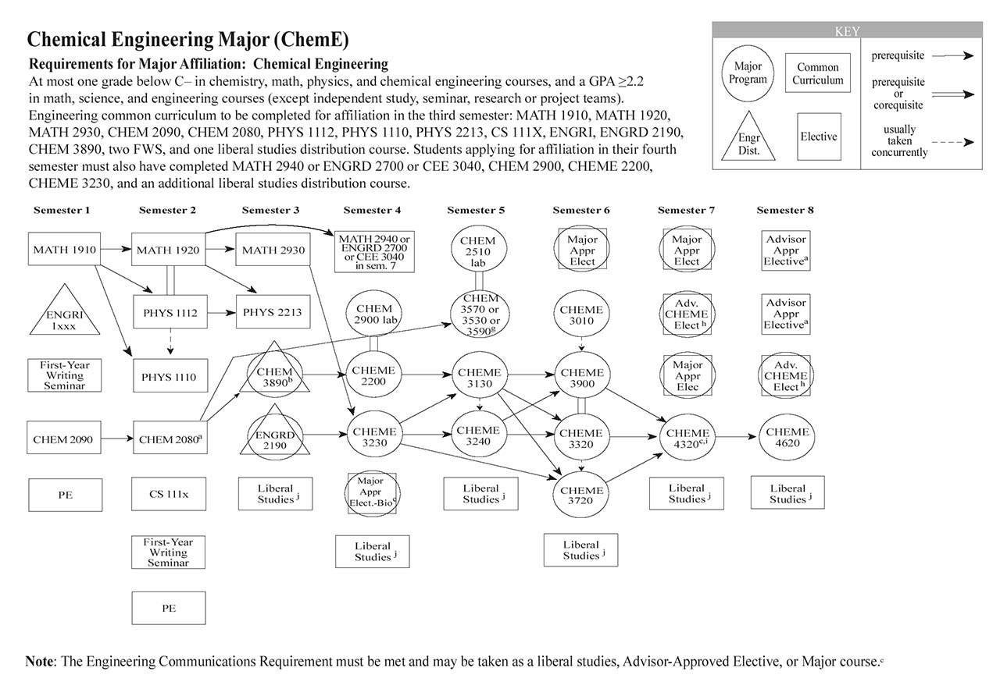 Chemical Engineering Major (ChemE)
Requirements for Major Affiliation:  Chemical Engineering
At most one grade below C– in chemistry, math, physics, and chemical engineering courses, and a GPA ≥2.2
in math, science, and engineering courses (except independent study, seminar, research or project teams).
Engineering common curriculum to be completed for affiliation in the third semester: MATH 1910, MATH 1920,
MATH 2930, CHEM 2090, CHEM 2080, PHYS 1112, PHYS 1110, PHYS 2213, CS 111X, ENGRI, ENGRD 2190,
CHEM 3890, two FWS, and one liberal studies distribution course. Students applying for affiliation in their fourth
semester must also have completed MATH 2940 or ENGRD 2700 or CEE 3040, CHEM 2900, CHEME 2200,
CHEME 3230, and an additional liberal studies distribution course.
KEY
Major
Program
Common
Curriculum
Engr
Dist.
Elective
prerequisite
prerequisite
or
corequisite
usually
taken
concurrently
Semester 1
MATH 1910
ENGRI
1xxx
First-Year
Writing
Seminar
CHEM 2090
PE
Semester 2
MATH 1920
PHYS 1112
PHYS 1110
CHEM 2080a
CS 111x
First-Year
Writing
Seminar
PE
Semester 3
MATH 2930
PHYS 2213
CHEM
3890b
ENGRD
2190
Liberal
Studies j
Semester 4
MATH 2940 or
ENGRD 2700
or CEE 3040
in sem. 7
CHEM
2900 lab
CHEME
2200
CHEME
3230
Major
Appr
Elect.-Bioe
Liberal
Studies j
Semester 5
CHEM
2510
lab
CHEM
3570 or
3530 or
3590g
CHEME
3130
CHEME
3240
Liberal
Studies j
Semester 6
Major
Appr
Elect
CHEME
3010
CHEME
3900
CHEME
3320
CHEME
3720
Liberal
Studies j
Semester 7
Major
Appr
Elect
Adv.
CHEME
Elect h
Major
Appr
Elec
CHEME
4320c,i
Liberal
Studies j
Semester 8
Advisor
Appr
Electivea
Advisor
Appr
Electivea
Adv.
CHEME
Elect h
CHEME
4620
Liberal
Studies j
Note: The Engineering Communications Requirement must be met and may be taken as a liberal studies, Advisor-Approved Elective, or Major course.c